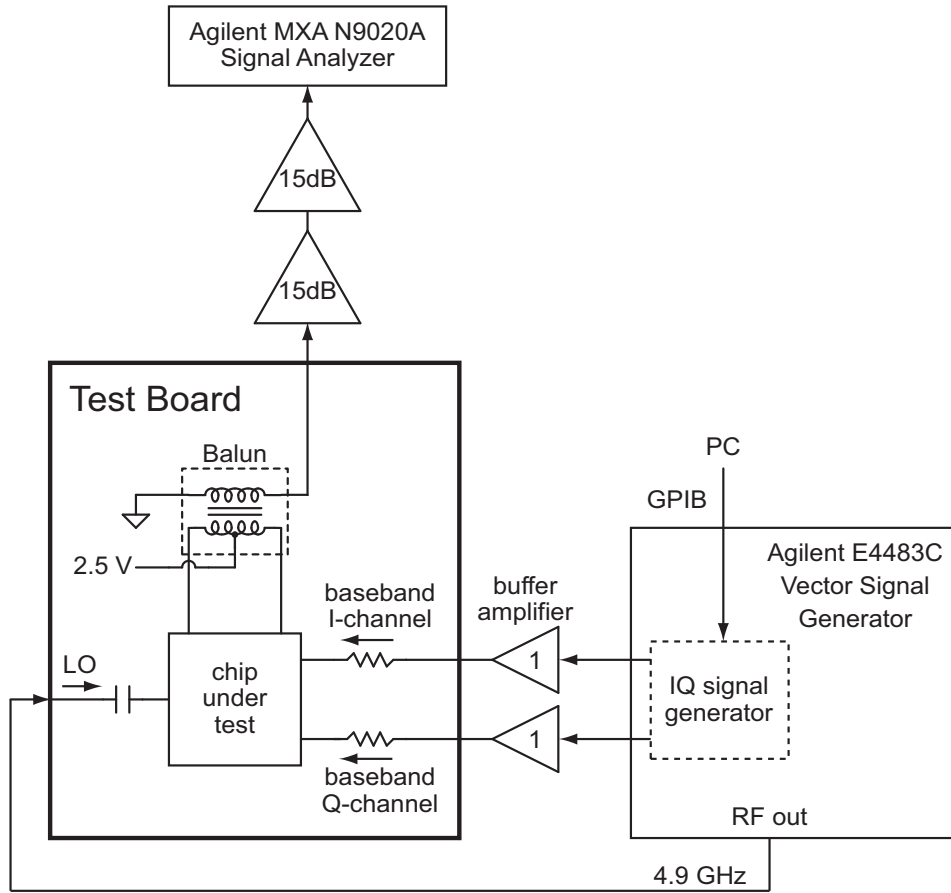 Agilent MXA N9020A
Signal Analyzer
15dB
15dB
Test Board
Balun
2.5 V
LO
chip
under
test
baseband
I-channel
baseband
Q-channel
buffer
amplifier
1
1
PC
GPIB
Agilent E4483C
Vector Signal
Generator
IQ signal
generator
RF out
4.9 GHz